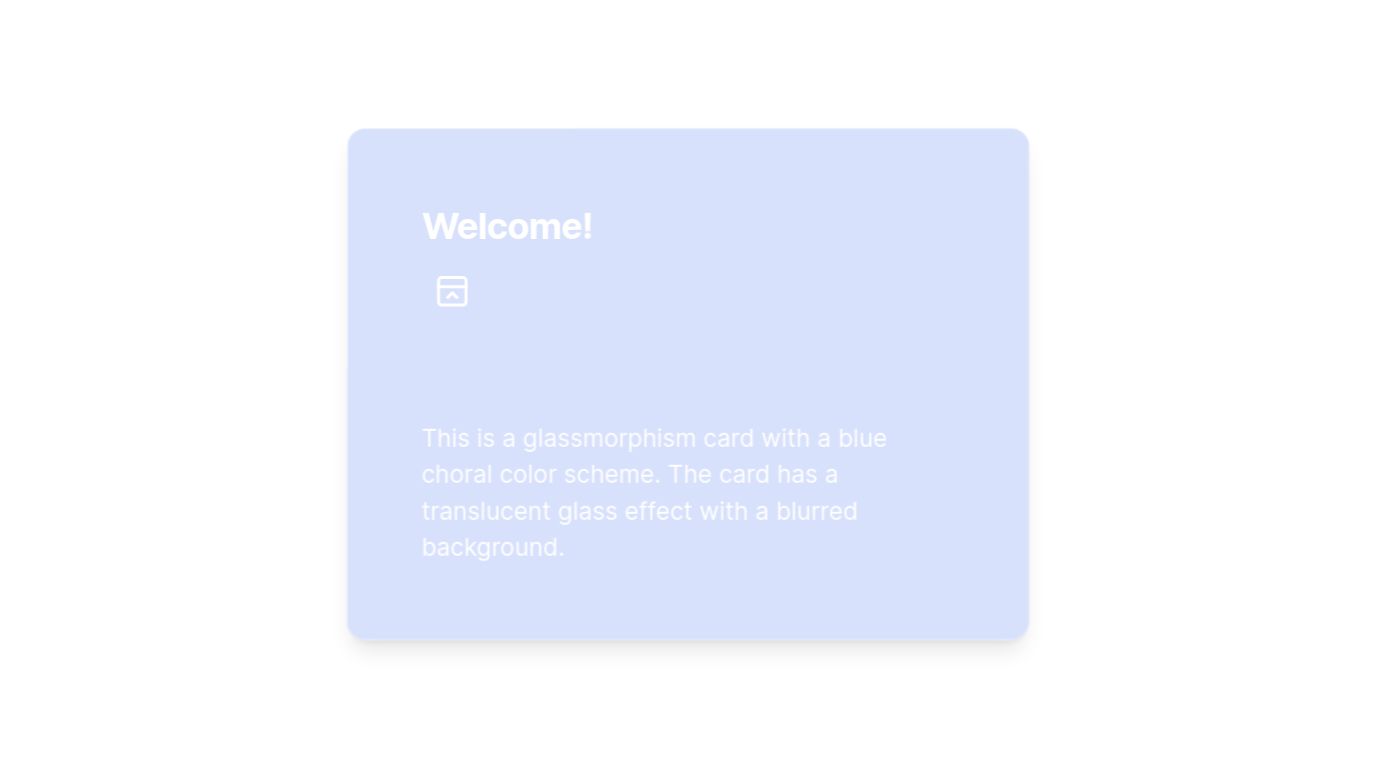 Welcome!
This is a glassmorphism card with a blue
choral color scheme. The card has a
translucent glass effect with a blurred
background.